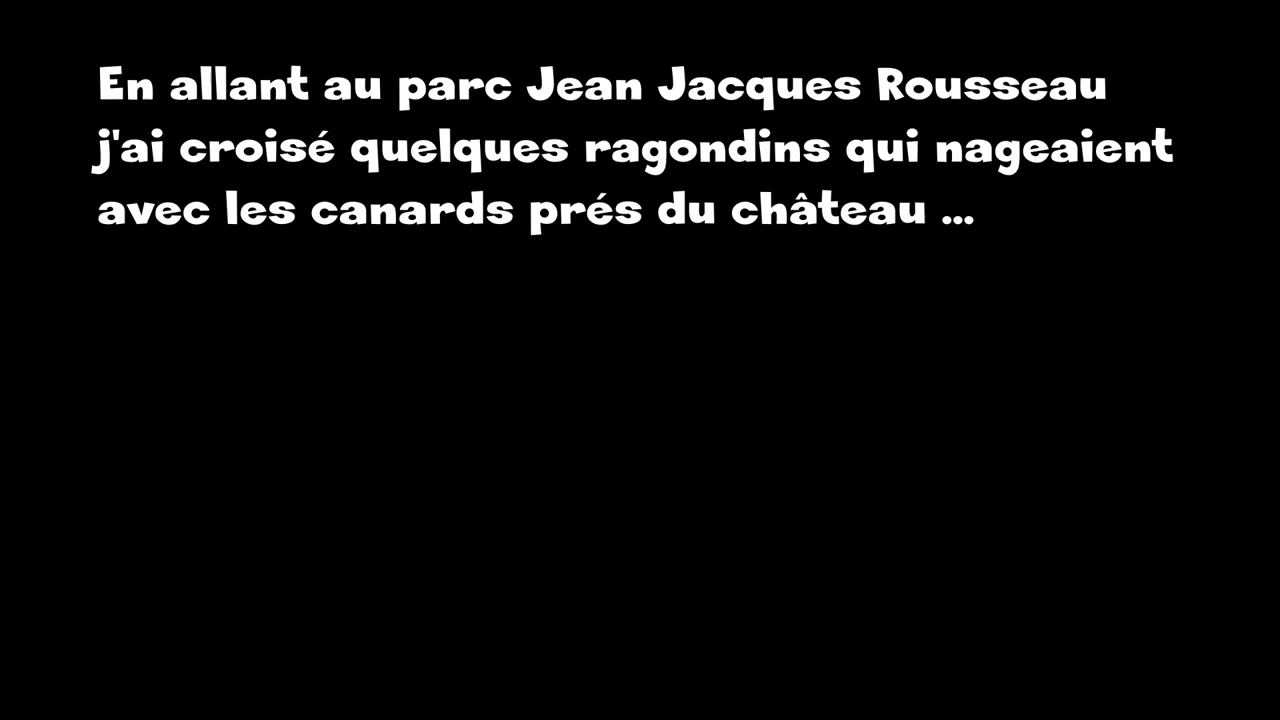 En allant au parc Jean Jacques Rousseau
j'ai croisé quelques ragondins qui nageaient
avec les canards prés du château ...